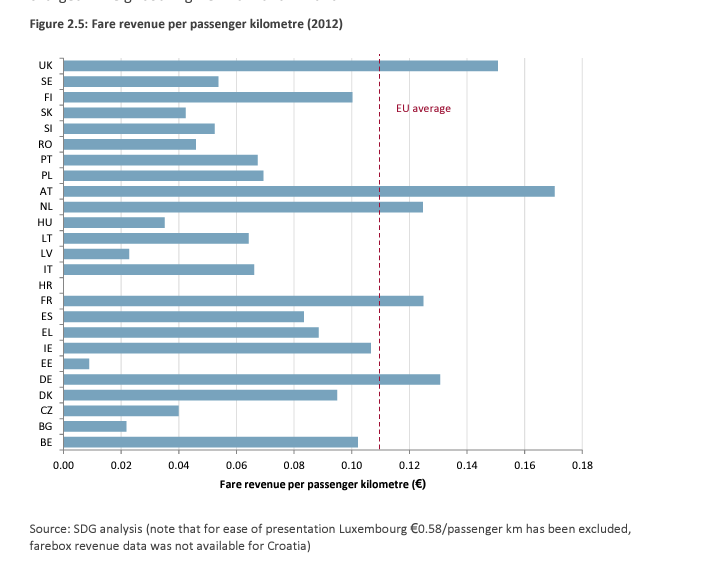 Figure 2.5: Fare revenue per passenger kilometre (2012)
UK
SE
FI
EU average
SK
SI
RO
PT
PL
AT
NL
HU
LT
LV
IT
HR
FR
ES
EL
IE
EE
DE
DK
CZ
BG
BE
0.00 0.02 0.04 0.06 0.08 0.10 0.12 0.14 0.16 0.18
Fare revenue per passenger kilometre (€)
Source: SDG analysis (note that for ease of presentation Luxembourg €0.58/passenger km has been excluded,
farebox revenue data was not available for Croatia)